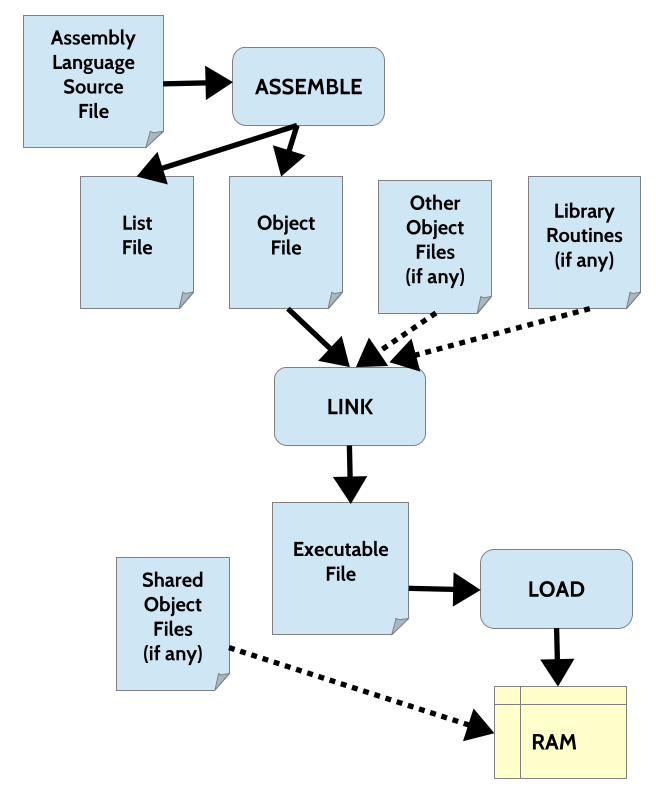 Assembly
Language
Source
File
ASSEMBLE
List
File
Object
File
Other
Object
Files
(if any)
Library
Routines
(if any)
LINK
Executable
File
LOAD
Shared
Object
Files
(if any)
RAM